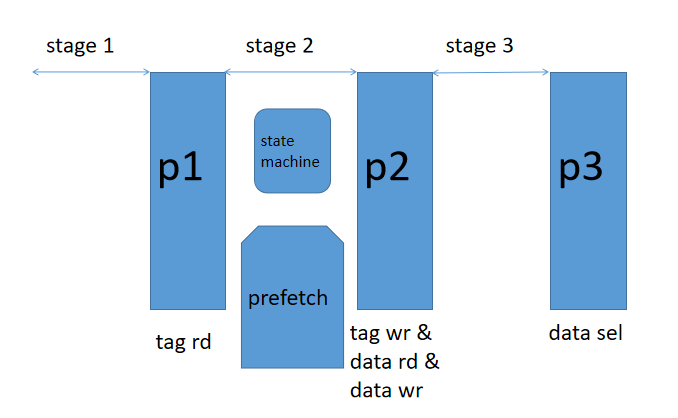 stage 1
stage 2
stage 3
p1
state
machine
p2
p3
prefetch
tag rd
tag wr &
data rd &
data wr
data sel